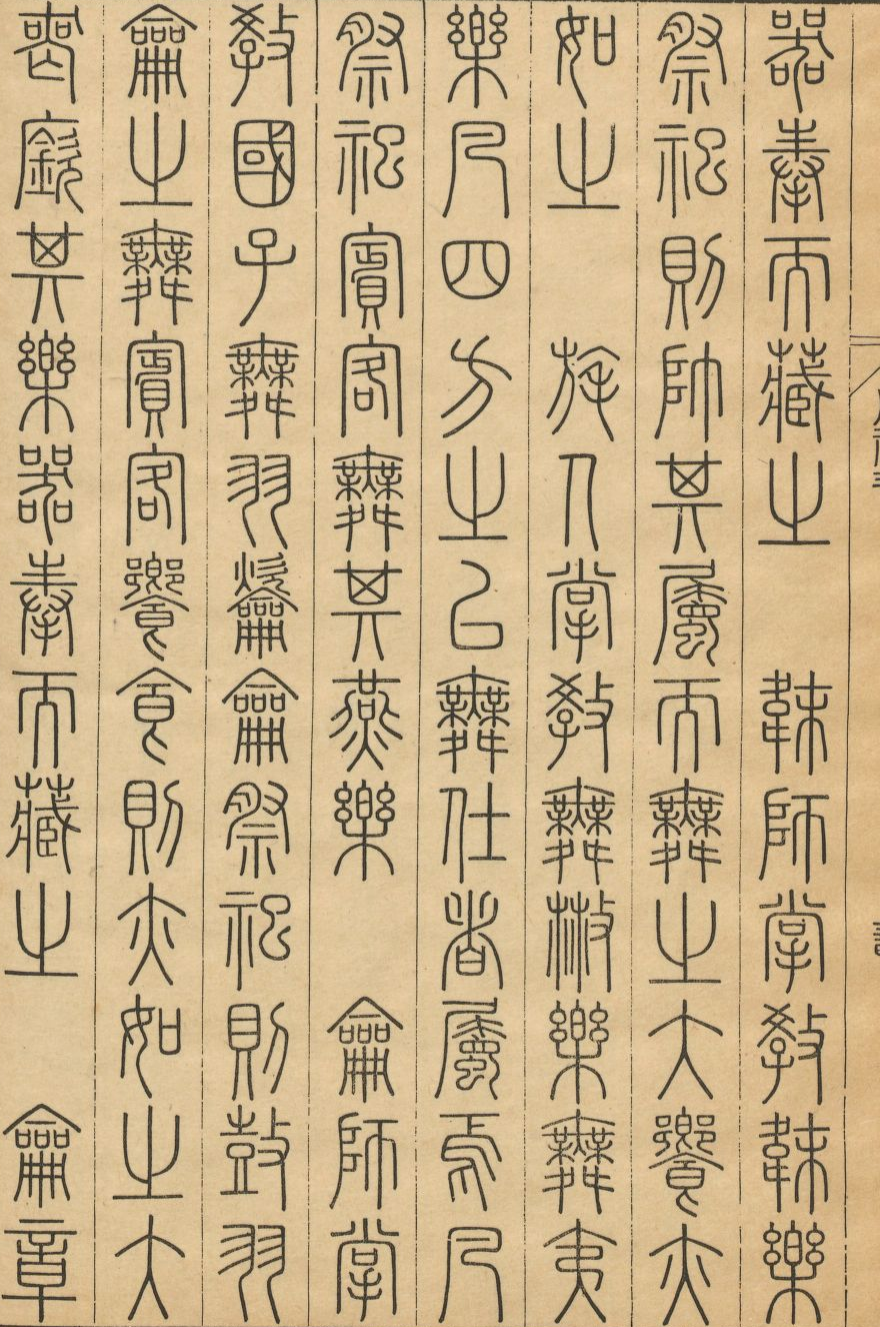 器奉而藏之　韎師掌教韎樂
祭祀則帥其屬而舞之大饗亦
如之　旄人掌教舞散樂舞夷
樂凡四方之以舞仕者屬焉凡
祭祀賓客舞其燕樂　籥師掌
教國子舞羽龡籥祭祀則鼓羽
籥之舞賓客饗食則亦如之大
喪廞其樂器奉而藏之　籥章